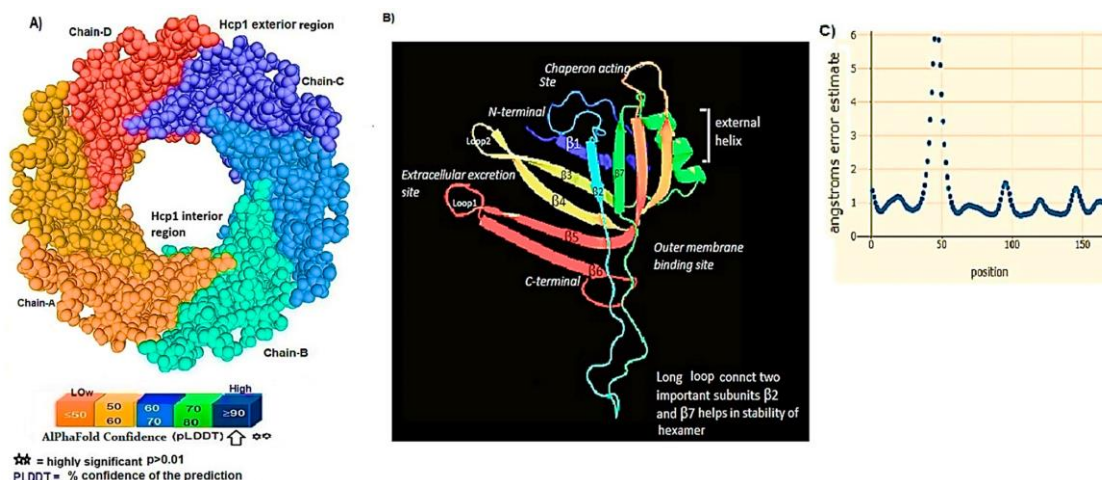 A)
Chain-D
Hcp1 exterior region
Chain-C
Hcp1 interior
region
Chain-A
Chain-B
LOw
High
≤50
50
60
60
70
70
80
≥90
AlPhaFold Confidence (pLDDT)
= highly significant p>0.01
PLDDT = % confidence of the prediction
B)
Chaperon acting
Ste
N-terminal
external
helix
Loop2
β1
β3
β7
Extracellular excretion
site
β2
β4
Loop1
β5
Outer membrane
binding site
β6
C-terminal
Long loop connct two
important subunits β2
and β7 helps in stability of
hexamer
C)
angstroms error estimate
6
5
4
3
2
1
0
0
50
100
150
position